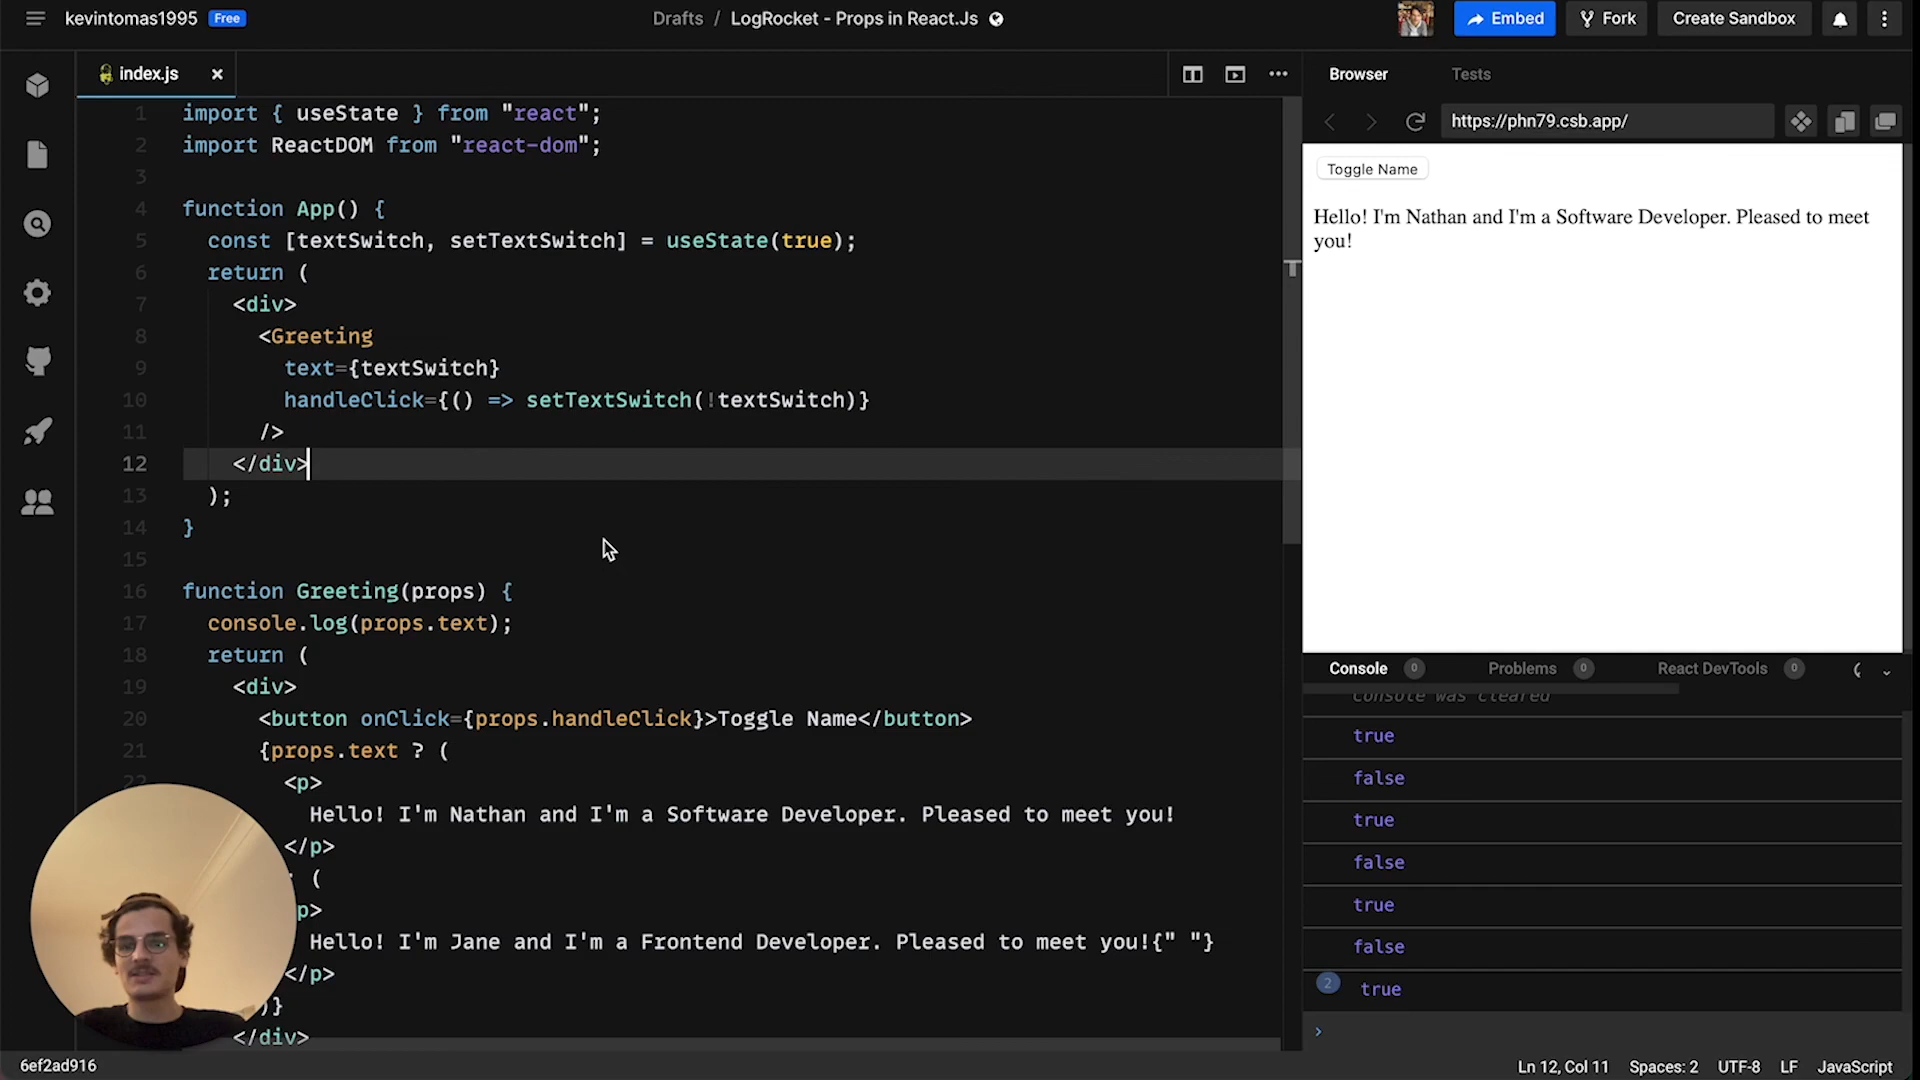 kevintomas1995 Free
Drafts / LogRocket - Props in React.Js
Embed
Fork
Create Sandbox
index.js
Browser
Tests
https://phn79.csb.app/
1 import { useState } from "react";
2 import ReactDOM from "react-dom";
3
4 function App() {
5 const [textSwitch, setTextSwitch] = useState(true);
6 return (
7 <div>
8 <Greeting
9 text={textSwitch}
10 handleClick={() => setTextSwitch(!textSwitch)}
11 />
12 </div>
13 );
14 }
15
16 function Greeting(props) {
17 console.log(props.text);
18 return (
19 <div>
20 <button onClick={props.handleClick}>Toggle Name</button>
21 {props.text ? (
22 <p>
Hello! I'm Nathan and I'm a Software Developer. Pleased to meet you!
</p>
(
p>
Hello! I'm Jane and I'm a Frontend Developer. Pleased to meet you!{" "}
</p>
)}
</div>
Toggle Name
Hello! I'm Nathan and I'm a Software Developer. Pleased to meet
you!
Console 0
Problems 0
React DevTools 0
Console was cleared
true
false
true
false
true
false
2 true
6ef2ad916
Ln 12, Col 11
Spaces: 2
UTF-8
LF
JavaScript